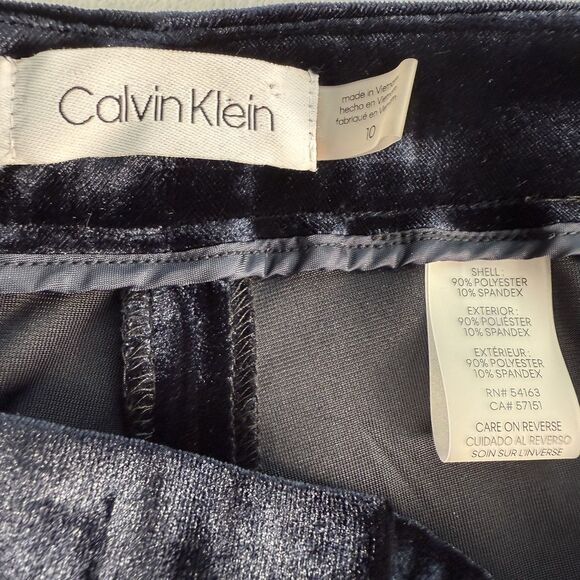 Calvin Klein
made in Vietnam
hecho en Vietnam
fabriqué en Vietnam
10
SHELL:
90% POLYESTER
10% SPANDEX
EXTERIOR:
90% POLIÉSTER
10% SPANDEX
EXTÉRIEUR:
90% POLYESTER
10% SPANDEX
RN# 54163
CA# 57151
CARE ON REVERSE
CUIDADO AL REVERSO
SOIN SUR L'INVERSE